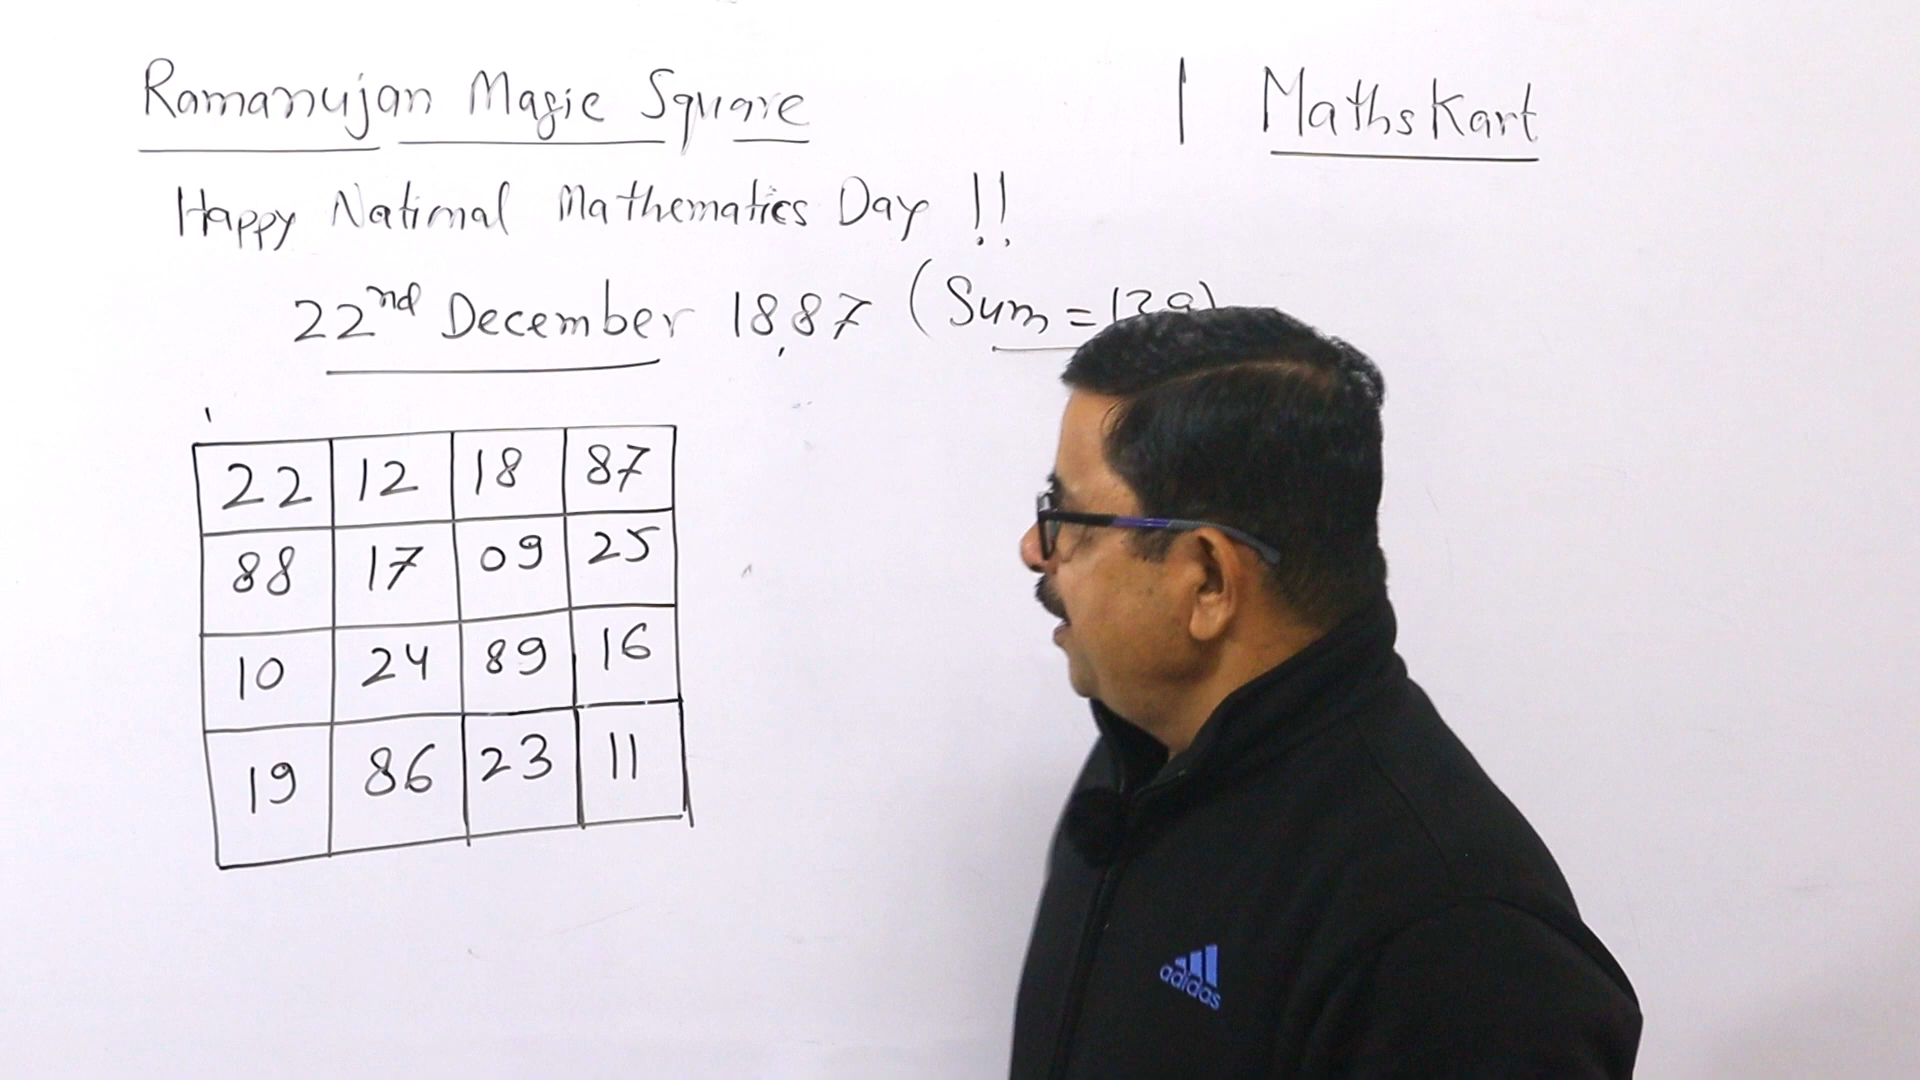 Ramanujan Magic Square
| MathsKart
Happy National Mathematics Day !!
22nd December 1887 (Sum = 139)
22 12 18 87
88 17 09 25
10 24 89 16
19 86 23 11
adidas